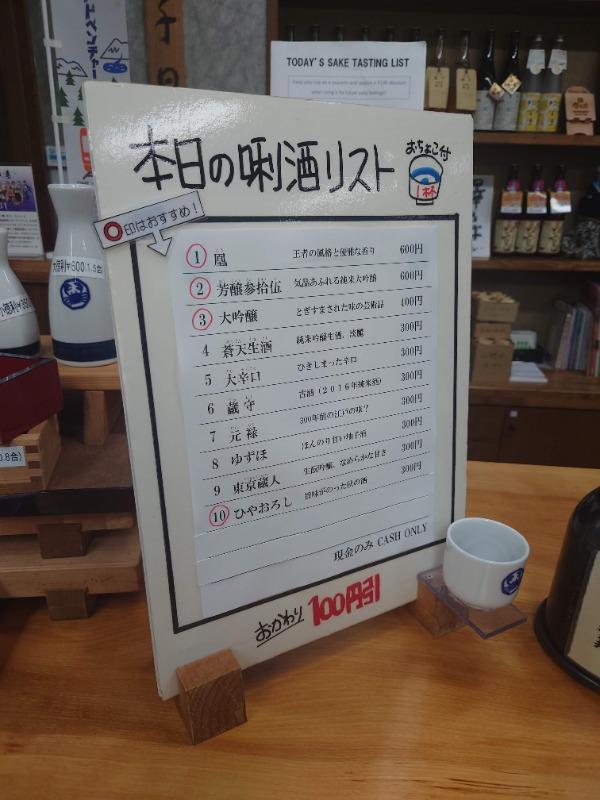 TODAY'S SAKE TASTING LIST
本日の唎酒リスト
おちょこ付
1杯
〇印はおすすめ!
① 凰 王者の風格と優雅な香り 600円
② 芳醸参拾伍 気品あふれる純米大吟醸 600円
③ 大吟醸 とぎすまされた味の芸術品 400円
4 蒼天生酒 純米吟醸生酒、淡醸 300円
5 大辛口 ひきしまった辛口 300円
6 蔵守 古酒(2016年純米酒) 300円
7 元禄 300年前の江戸の味? 300円
8 ゆずほ ほんのり甘い柚子酒 300円
9 東京蔵人 生酛吟醸、なめらかな甘さ 300円
⑩ ひやおろし 旨味がのった秋の酒 300円
現金のみ CASH ONLY
おかわり 100円引